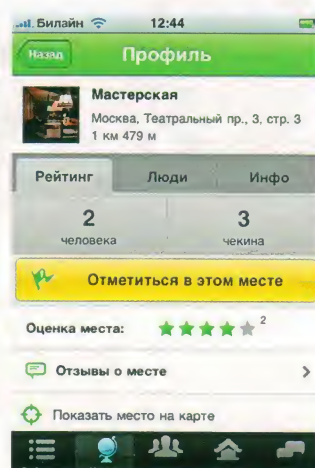 Билайн 12:44
Назад Профиль
Мастерская
Москва, Театральный пр., 3, стр. 3
1 км 479 м
Рейтинг Люди Инфо
2 3
человека чекина
Отметиться в этом месте
Оценка места: 2
Отзывы о месте
Показать место на карте